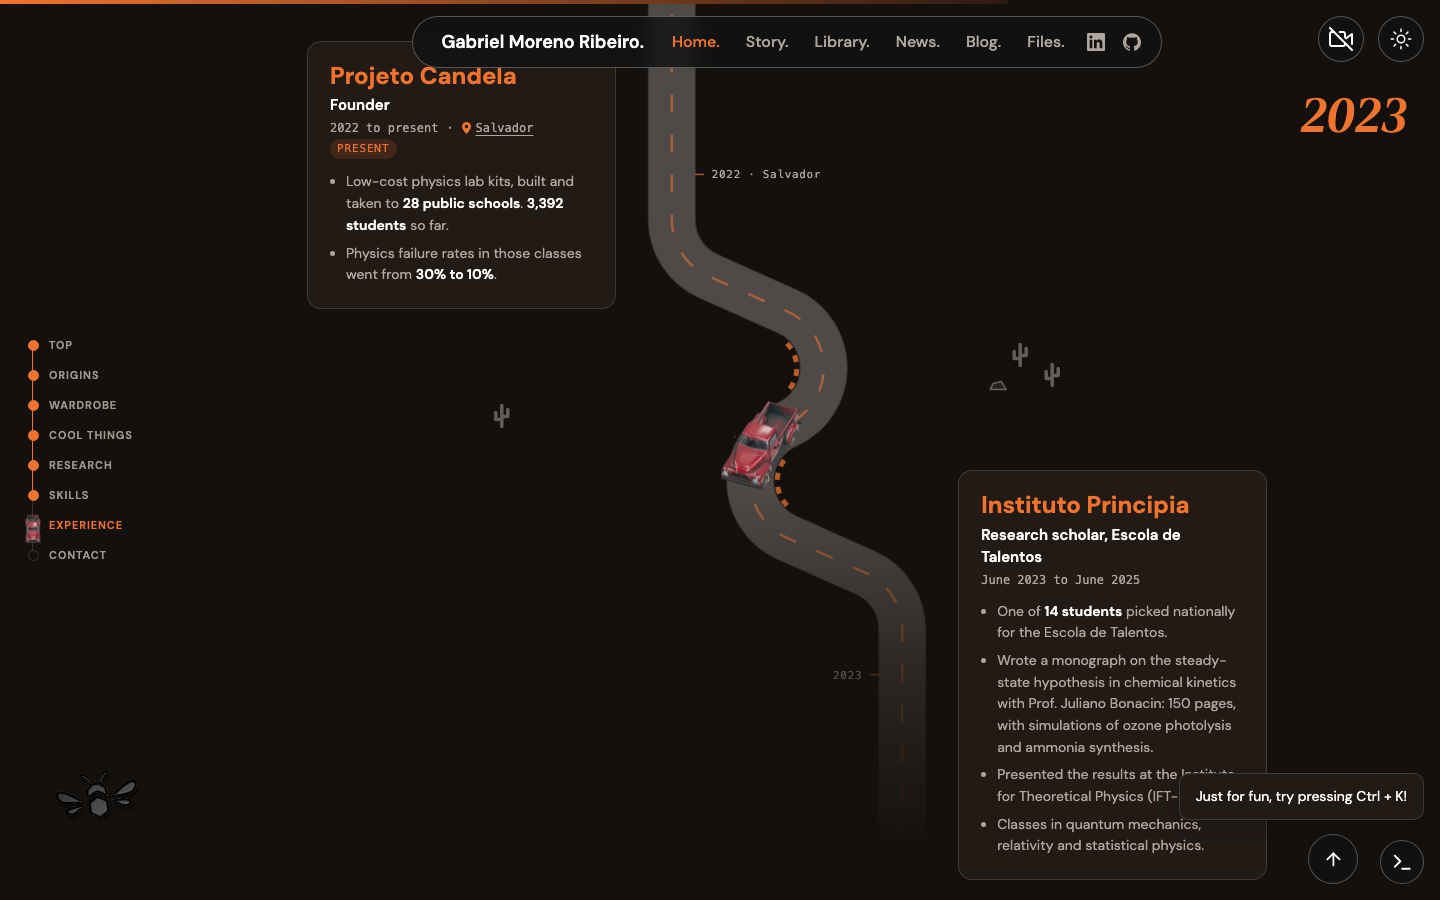 Gabriel Moreno Ribeiro.
Home.
Story.
Library.
News.
Blog.
Files.
2023
Projeto Candela
Founder
2022 to present · Salvador
PRESENT
Low-cost physics lab kits, built and
taken to 28 public schools. 3,392
students so far.
Physics failure rates in those classes
went from 30% to 10%.
2022 · Salvador
TOP
ORIGINS
WARDROBE
COOL THINGS
RESEARCH
SKILLS
EXPERIENCE
CONTACT
Instituto Principia
Research scholar, Escola de
Talentos
June 2023 to June 2025
One of 14 students picked nationally
for the Escola de Talentos.
Wrote a monograph on the steady-
state hypothesis in chemical kinetics
with Prof. Juliano Bonacin: 150 pages,
with simulations of ozone photolysis
and ammonia synthesis.
Presented the results at the Institute
for Theoretical Physics (IFT-
Classes in quantum mechanics,
relativity and statistical physics.
2023
Just for fun, try pressing Ctrl + K!